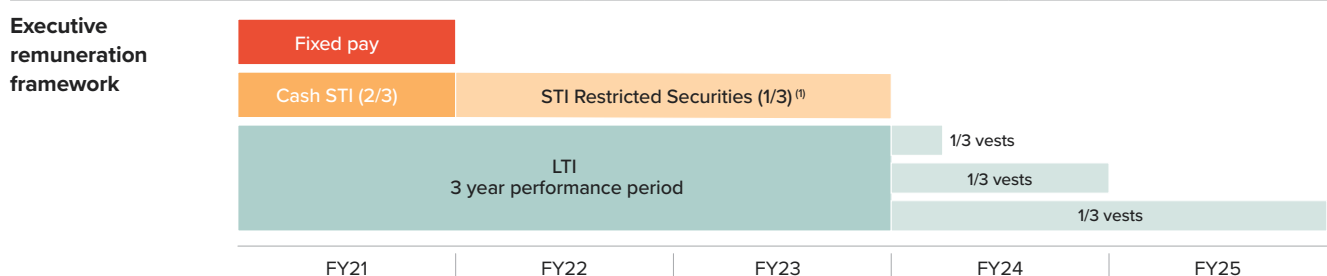 Executive
remuneration
framework
Fixed pay
Cash STI (2/3)
STI Restricted Securities (1/3) (1)
LTI
3 year performance period
1/3 vests
1/3 vests
1/3 vests
FY21
FY22
FY23
FY24
FY25